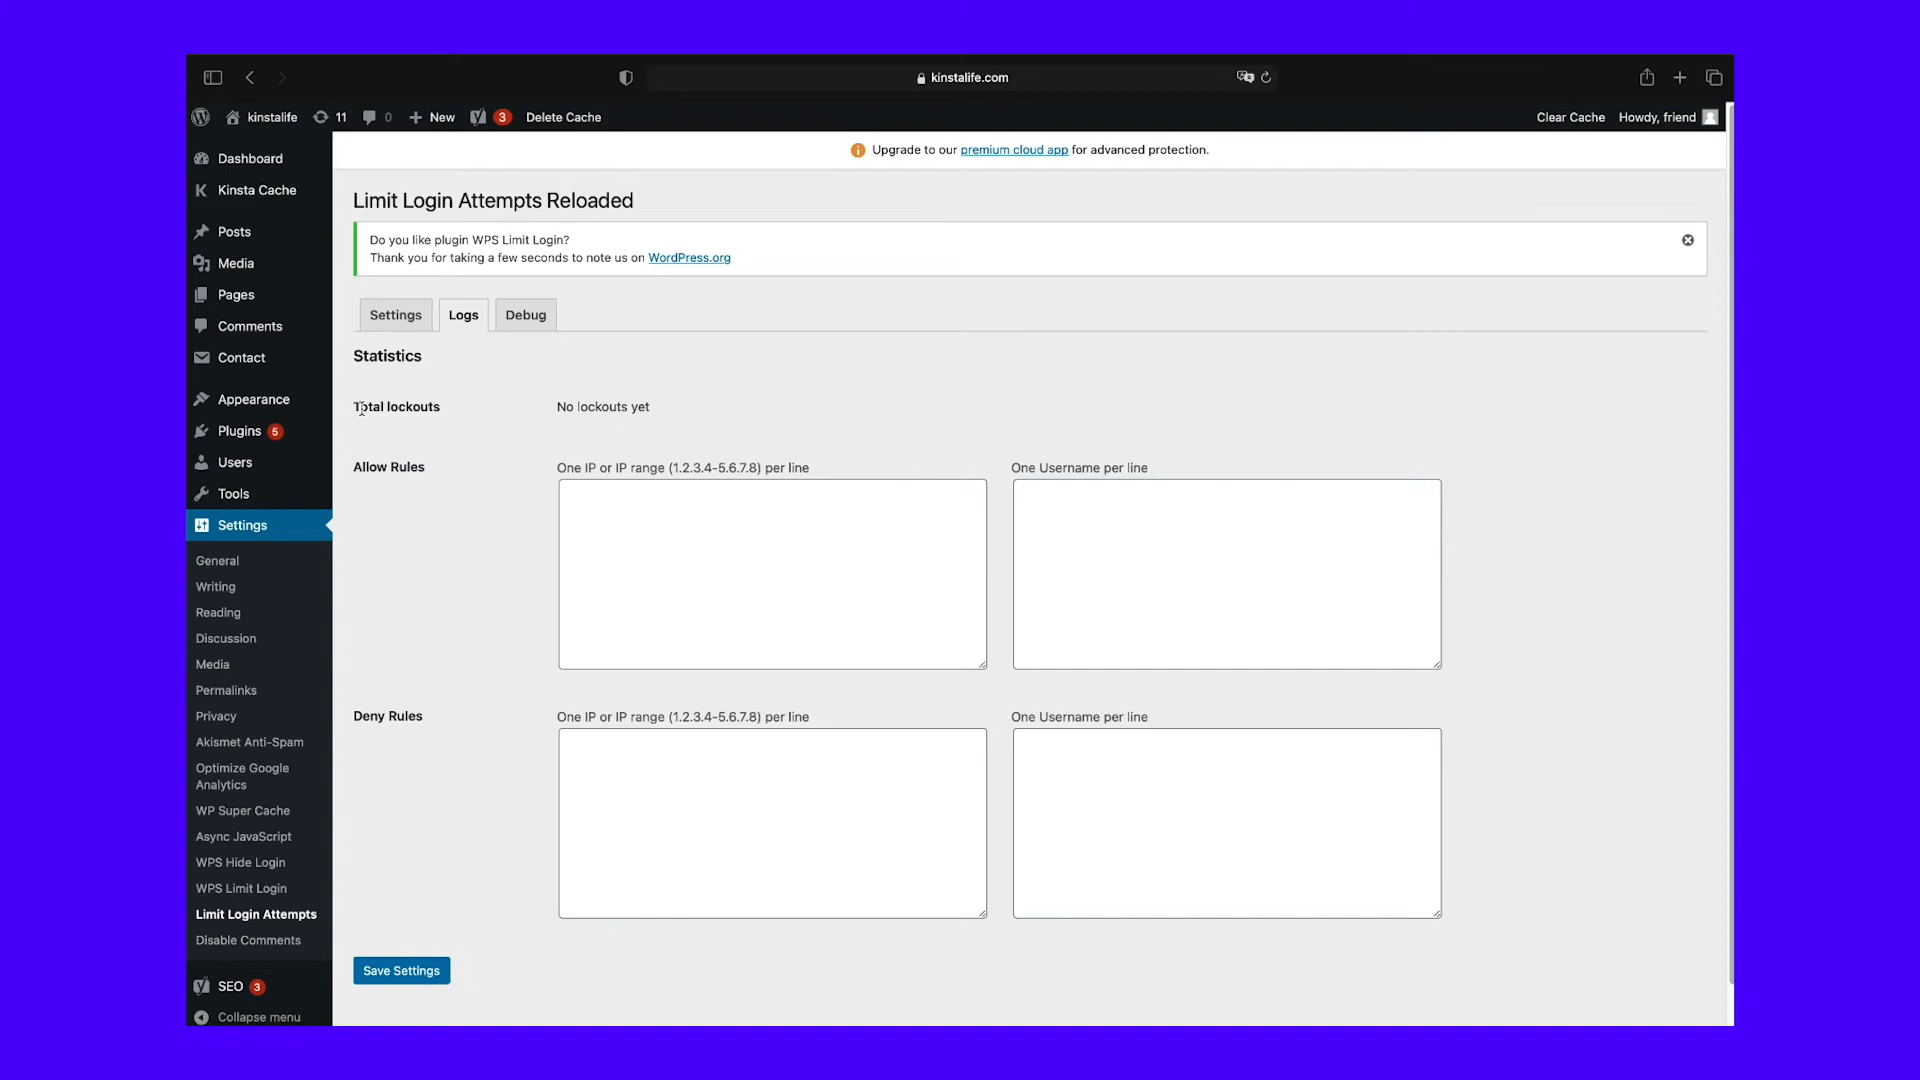 kinstalife.com
kinstalife 11 0 New 3 Delete Cache Clear Cache Howdy, friend
Dashboard
Kinsta Cache
Posts
Media
Pages
Comments
Contact
Appearance
Plugins 5
Users
Tools
Settings
General
Writing
Reading
Discussion
Media
Permalinks
Privacy
Akismet Anti-Spam
Optimize Google
Analytics
WP Super Cache
Async JavaScript
WPS Hide Login
WPS Limit Login
Limit Login Attempts
Disable Comments
SEO 3
Collapse menu
Upgrade to our premium cloud app for advanced protection.
Limit Login Attempts Reloaded
Do you like plugin WPS Limit Login?
Thank you for taking a few seconds to note us on WordPress.org
Settings Logs Debug
Statistics
Total lockouts No lockouts yet
Allow Rules One IP or IP range (1.2.3.4-5.6.7.8) per line One Username per line
Deny Rules One IP or IP range (1.2.3.4-5.6.7.8) per line One Username per line
Save Settings